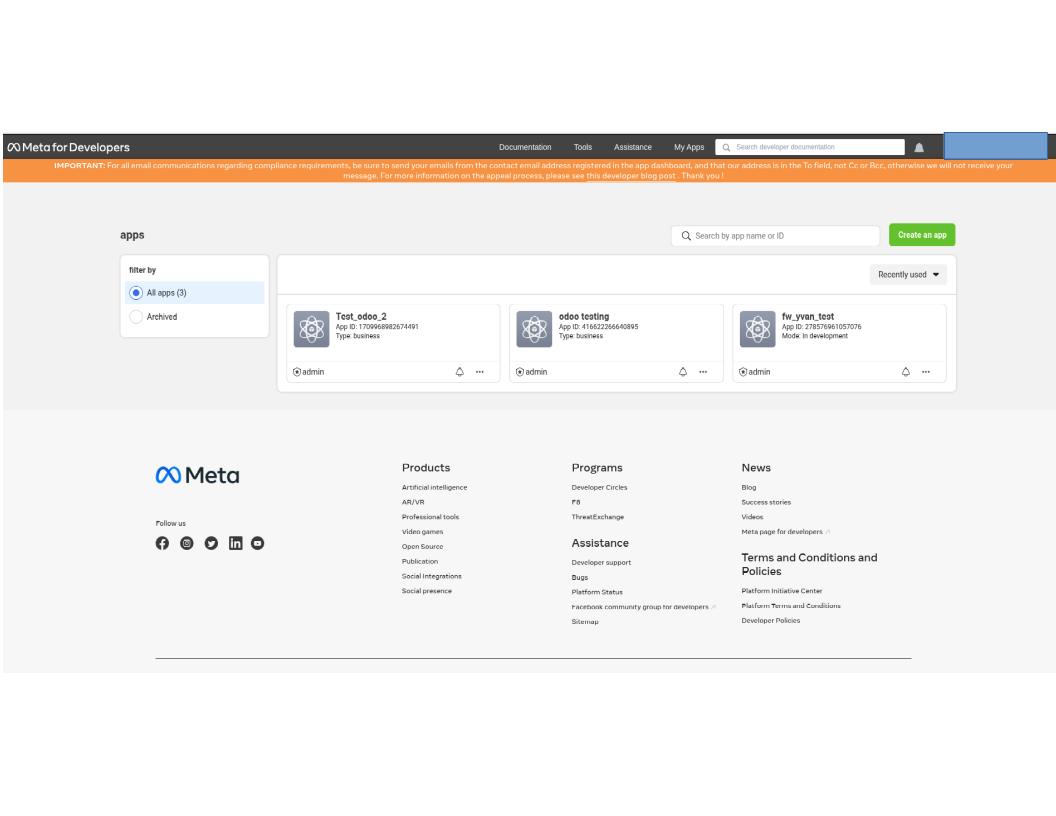 Meta for Developers
Documentation Tools Assistance My Apps Search developer documentation
IMPORTANT: For all email communications regarding compliance requirements, be sure to send your emails from the contact email address registered in the app dashboard, and that our address is in the To field, not Cc or Bcc, otherwise we will not receive your
message. For more information on the appeal process, please see this developer blog post . Thank you !
apps
Search by app name or ID
Create an app
filter by
All apps (3)
Archived
Recently used
Test_odoo_2
App ID: 1709968982674491
Type: business
admin
odoo testing
App ID: 416622266640895
Type: business
admin
fw_yvan_test
App ID: 278576961057076
Mode: In development
admin
Meta
Follow us
Products
Artificial intelligence
AR/VR
Professional tools
Video games
Open Source
Publication
Social Integrations
Social presence
Programs
Developer Circles
F8
ThreatExchange
Assistance
Developer support
Bugs
Platform Status
Facebook community group for developers
Sitemap
News
Blog
Success stories
Videos
Meta page for developers
Terms and Conditions and
Policies
Platform Initiative Center
Platform Terms and Conditions
Developer Policies